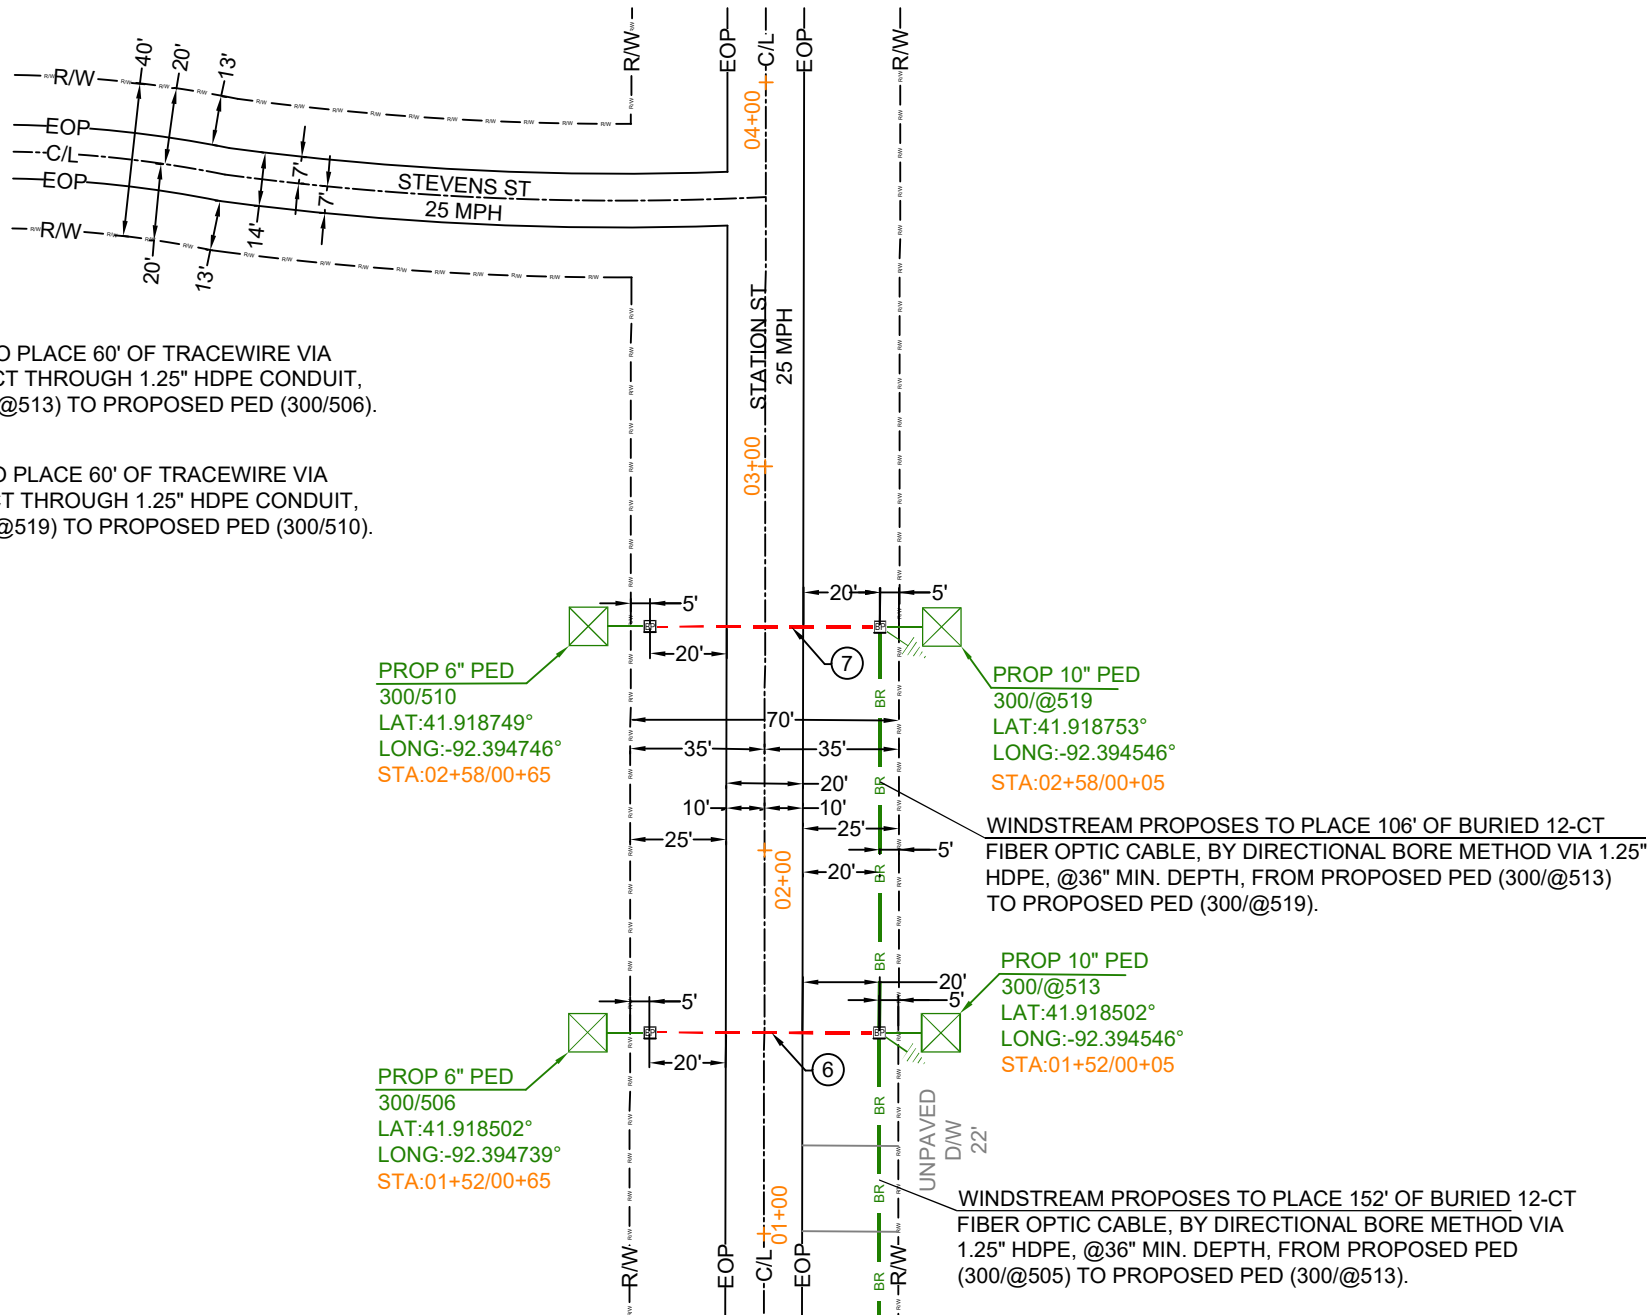 R/W
EOP
C/L
EOP
R/W
40'
20'
13'
R/W
EOP
C/L
EOP
R/W
04+00
7'
7'
14'
20'
13'
STEVENS ST
25 MPH
STATION ST
25 MPH
O PLACE 60' OF TRACEWIRE VIA
CT THROUGH 1.25" HDPE CONDUIT,
@513) TO PROPOSED PED (300/506).
O PLACE 60' OF TRACEWIRE VIA
CT THROUGH 1.25" HDPE CONDUIT,
@519) TO PROPOSED PED (300/510).
03+00
5'
20'
20'
5'
7
PROP 6" PED
300/510
LAT:41.918749°
LONG:-92.394746°
STA:02+58/00+65
PROP 10" PED
300/@519
LAT:41.918753°
LONG:-92.394546°
STA:02+58/00+05
BR
70'
BR
35'
35'
BR
20'
10'
10'
25'
25'
BR
5'
20'
BR
02+00
WINDSTREAM PROPOSES TO PLACE 106' OF BURIED 12-CT
FIBER OPTIC CABLE, BY DIRECTIONAL BORE METHOD VIA 1.25"
HDPE, @36" MIN. DEPTH, FROM PROPOSED PED (300/@513)
TO PROPOSED PED (300/@519).
BR
20'
5'
5'
20'
6
PROP 10" PED
300/@513
LAT:41.918502°
LONG:-92.394546°
STA:01+52/00+05
PROP 6" PED
300/506
LAT:41.918502°
LONG:-92.394739°
STA:01+52/00+65
BR
BR
UNPAVED
D/W
22'
01+00
WINDSTREAM PROPOSES TO PLACE 152' OF BURIED 12-CT
FIBER OPTIC CABLE, BY DIRECTIONAL BORE METHOD VIA
1.25" HDPE, @36" MIN. DEPTH, FROM PROPOSED PED
(300/@505) TO PROPOSED PED (300/@513).
R/W
EOP
C/L
EOP
BR
R/W